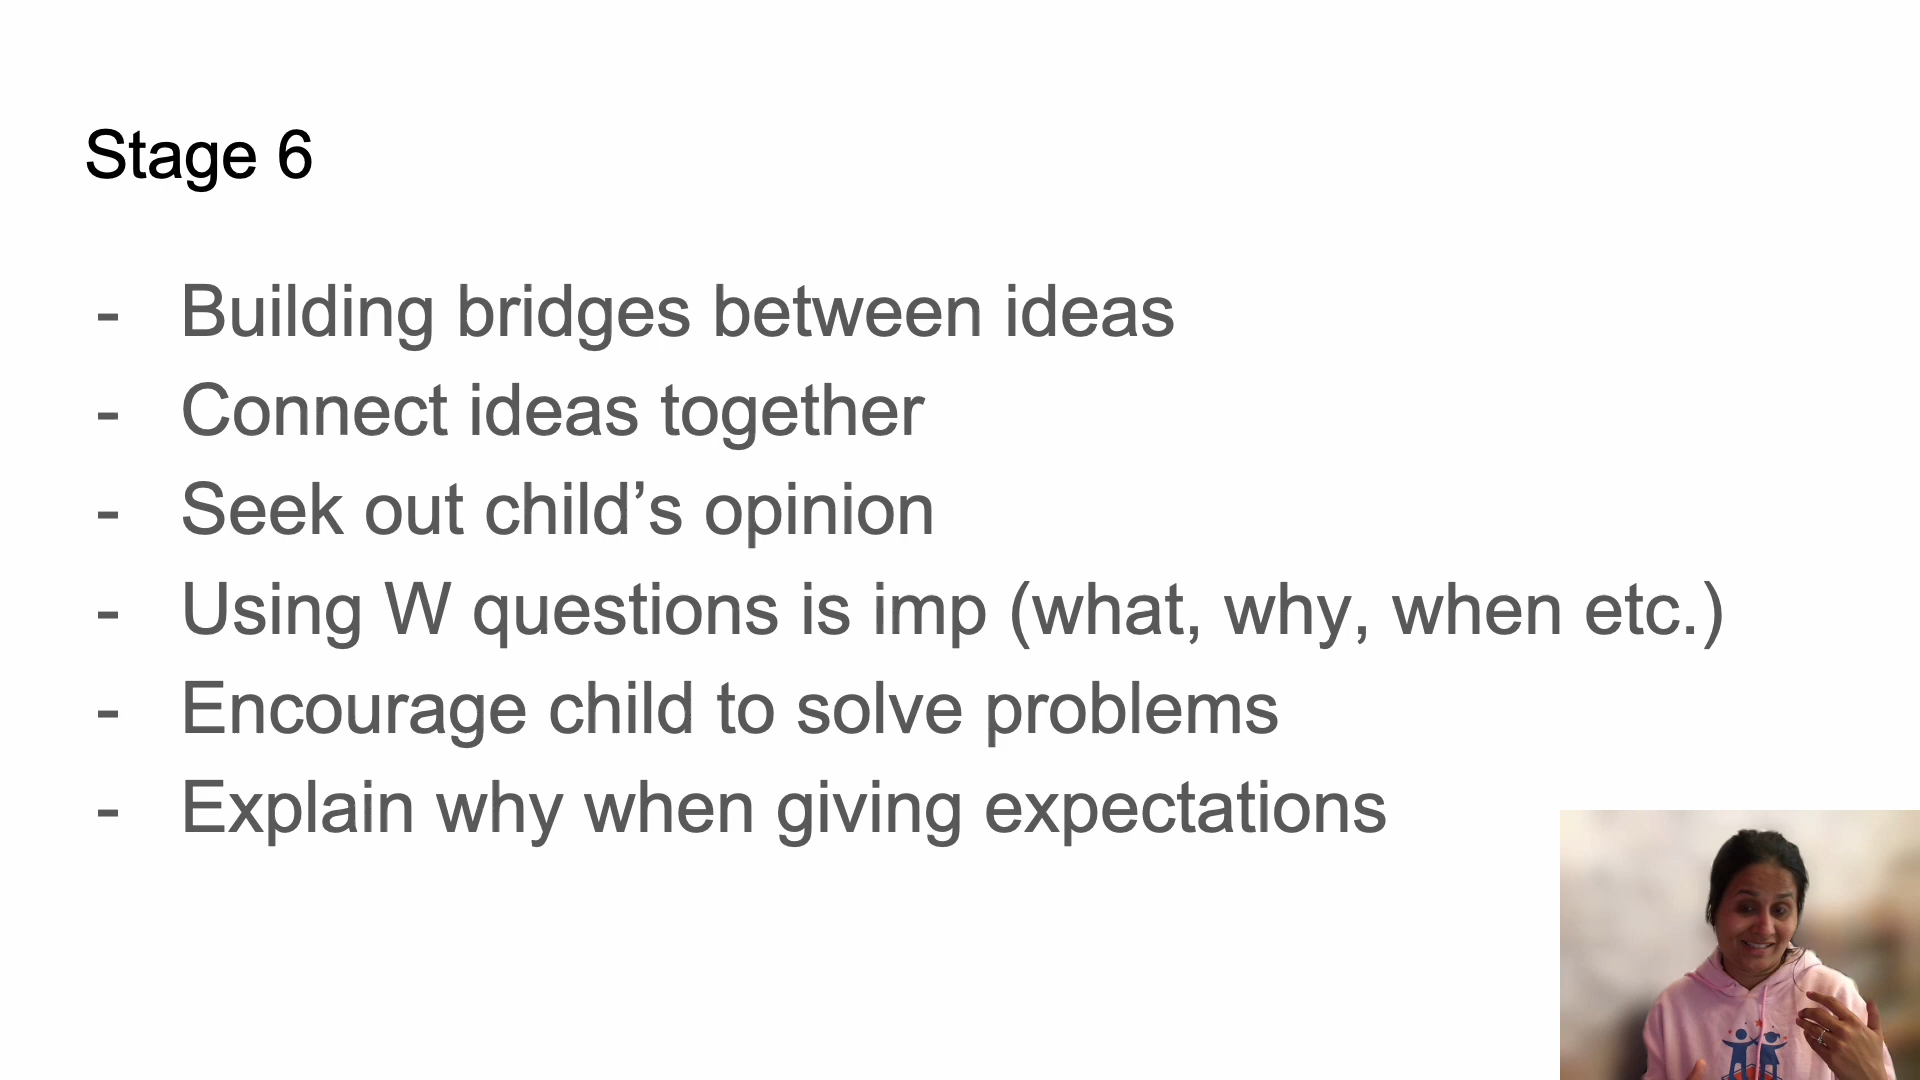 Stage 6
- Building bridges between ideas
- Connect ideas together
- Seek out child’s opinion
- Using W questions is imp (what, why, when etc.)
- Encourage child to solve problems
- Explain why when giving expectations